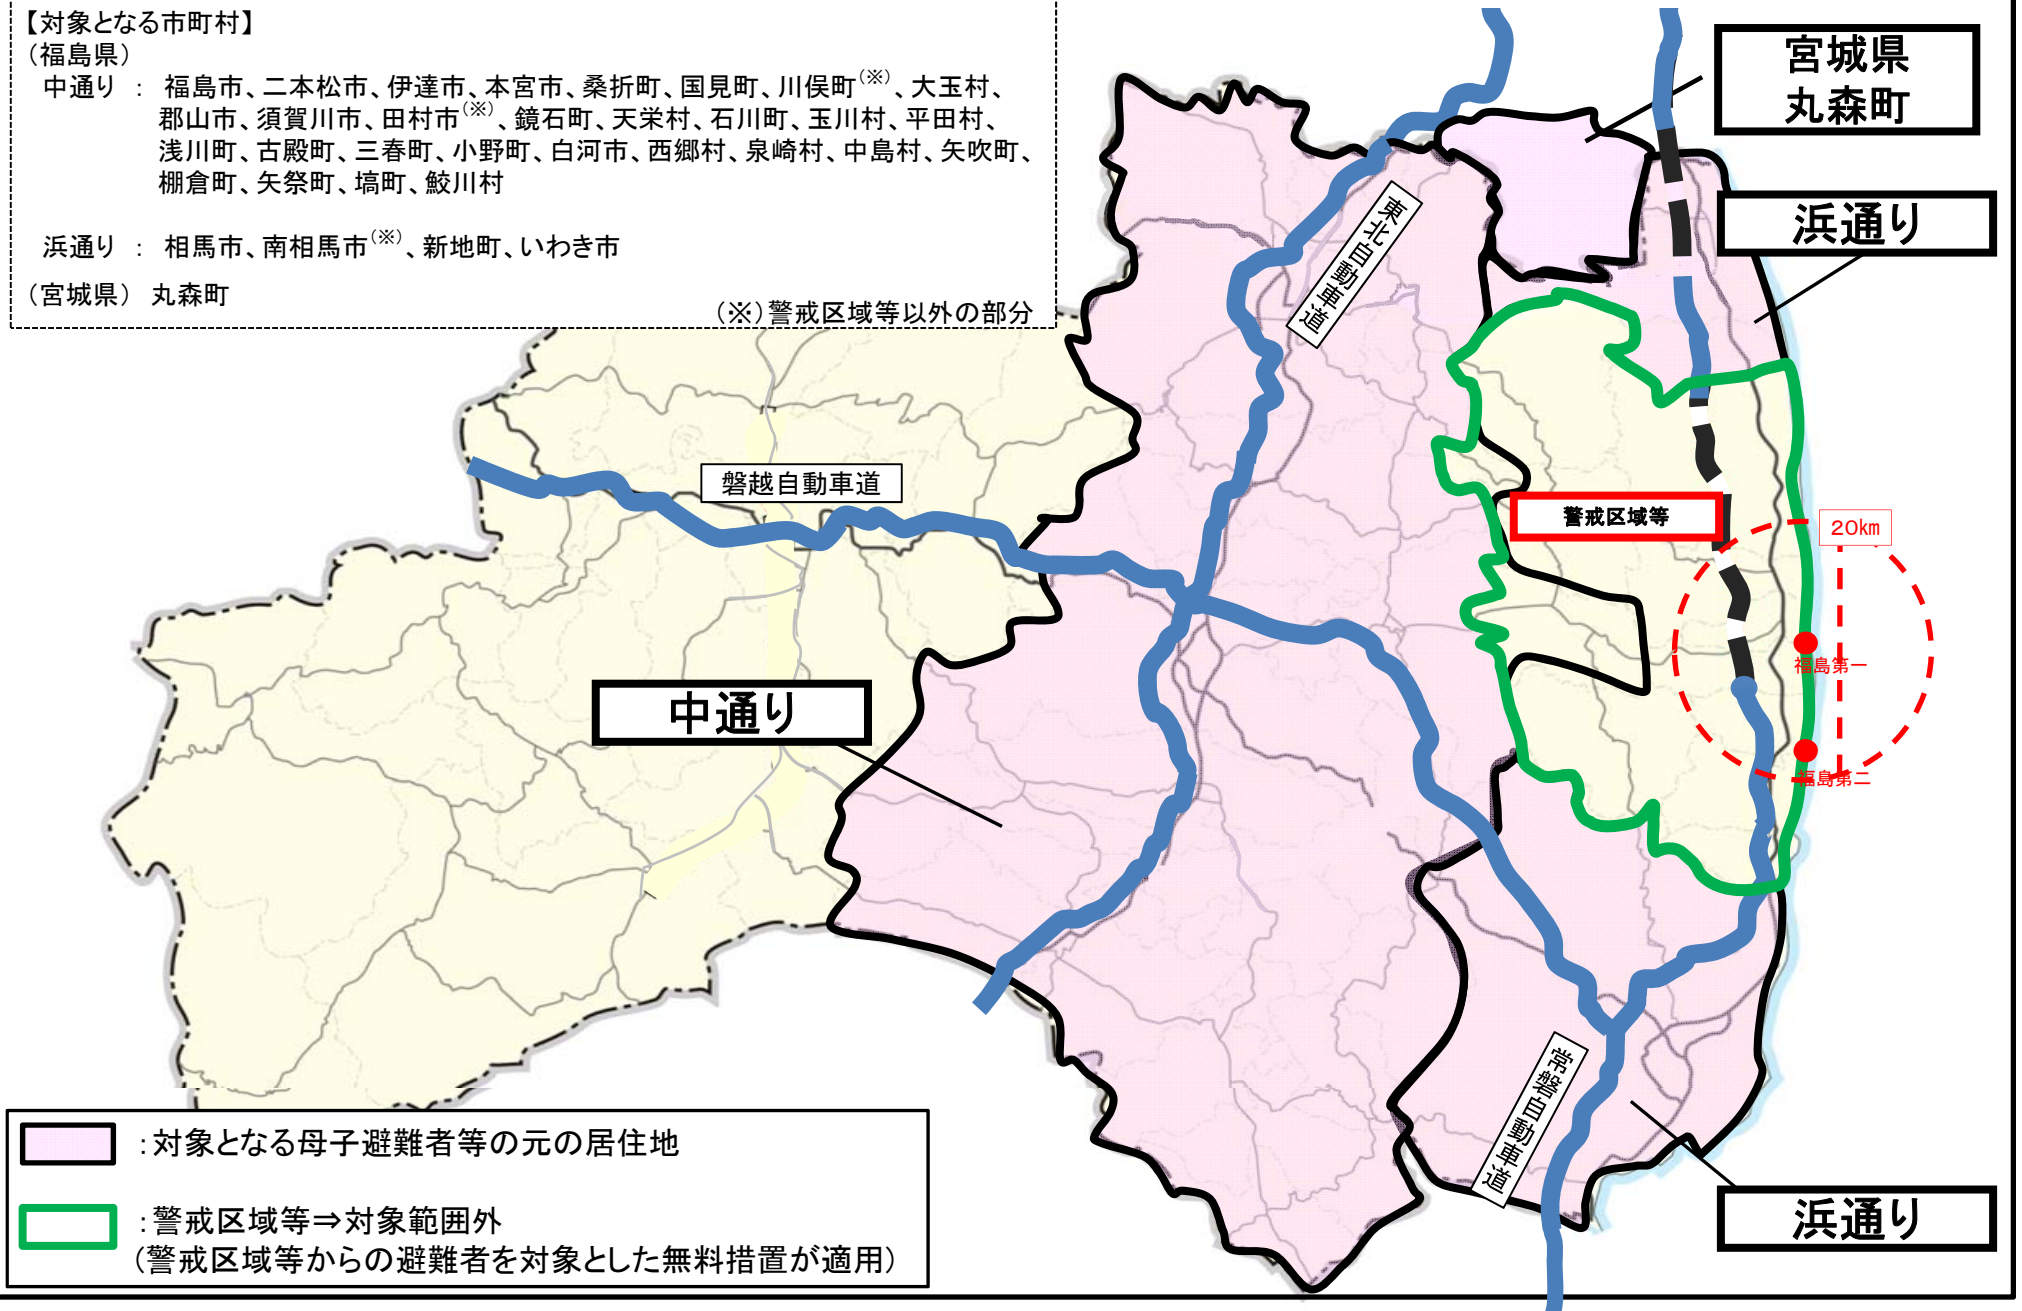 【対象となる市町村】
(福島県)
中通り : 福島市、二本松市、伊達市、本宮市、桑折町、国見町、川俣町(※)、大玉村、
郡山市、須賀川市、田村市(※)、鏡石町、天栄村、石川町、玉川村、平田村、
浅川町、古殿町、三春町、小野町、白河市、西郷村、泉崎村、中島村、矢吹町、
棚倉町、矢祭町、塙町、鮫川村
浜通り : 相馬市、南相馬市(※)、新地町、いわき市
(宮城県) 丸森町
(※)警戒区域等以外の部分
宮城県
丸森町
浜通り
東北自動車道
磐越自動車道
警戒区域等
20km
福島第一
中通り
福島第二
常磐自動車道
浜通り
:対象となる母子避難者等の元の居住地
:警戒区域等⇒対象範囲外
(警戒区域等からの避難者を対象とした無料措置が適用)